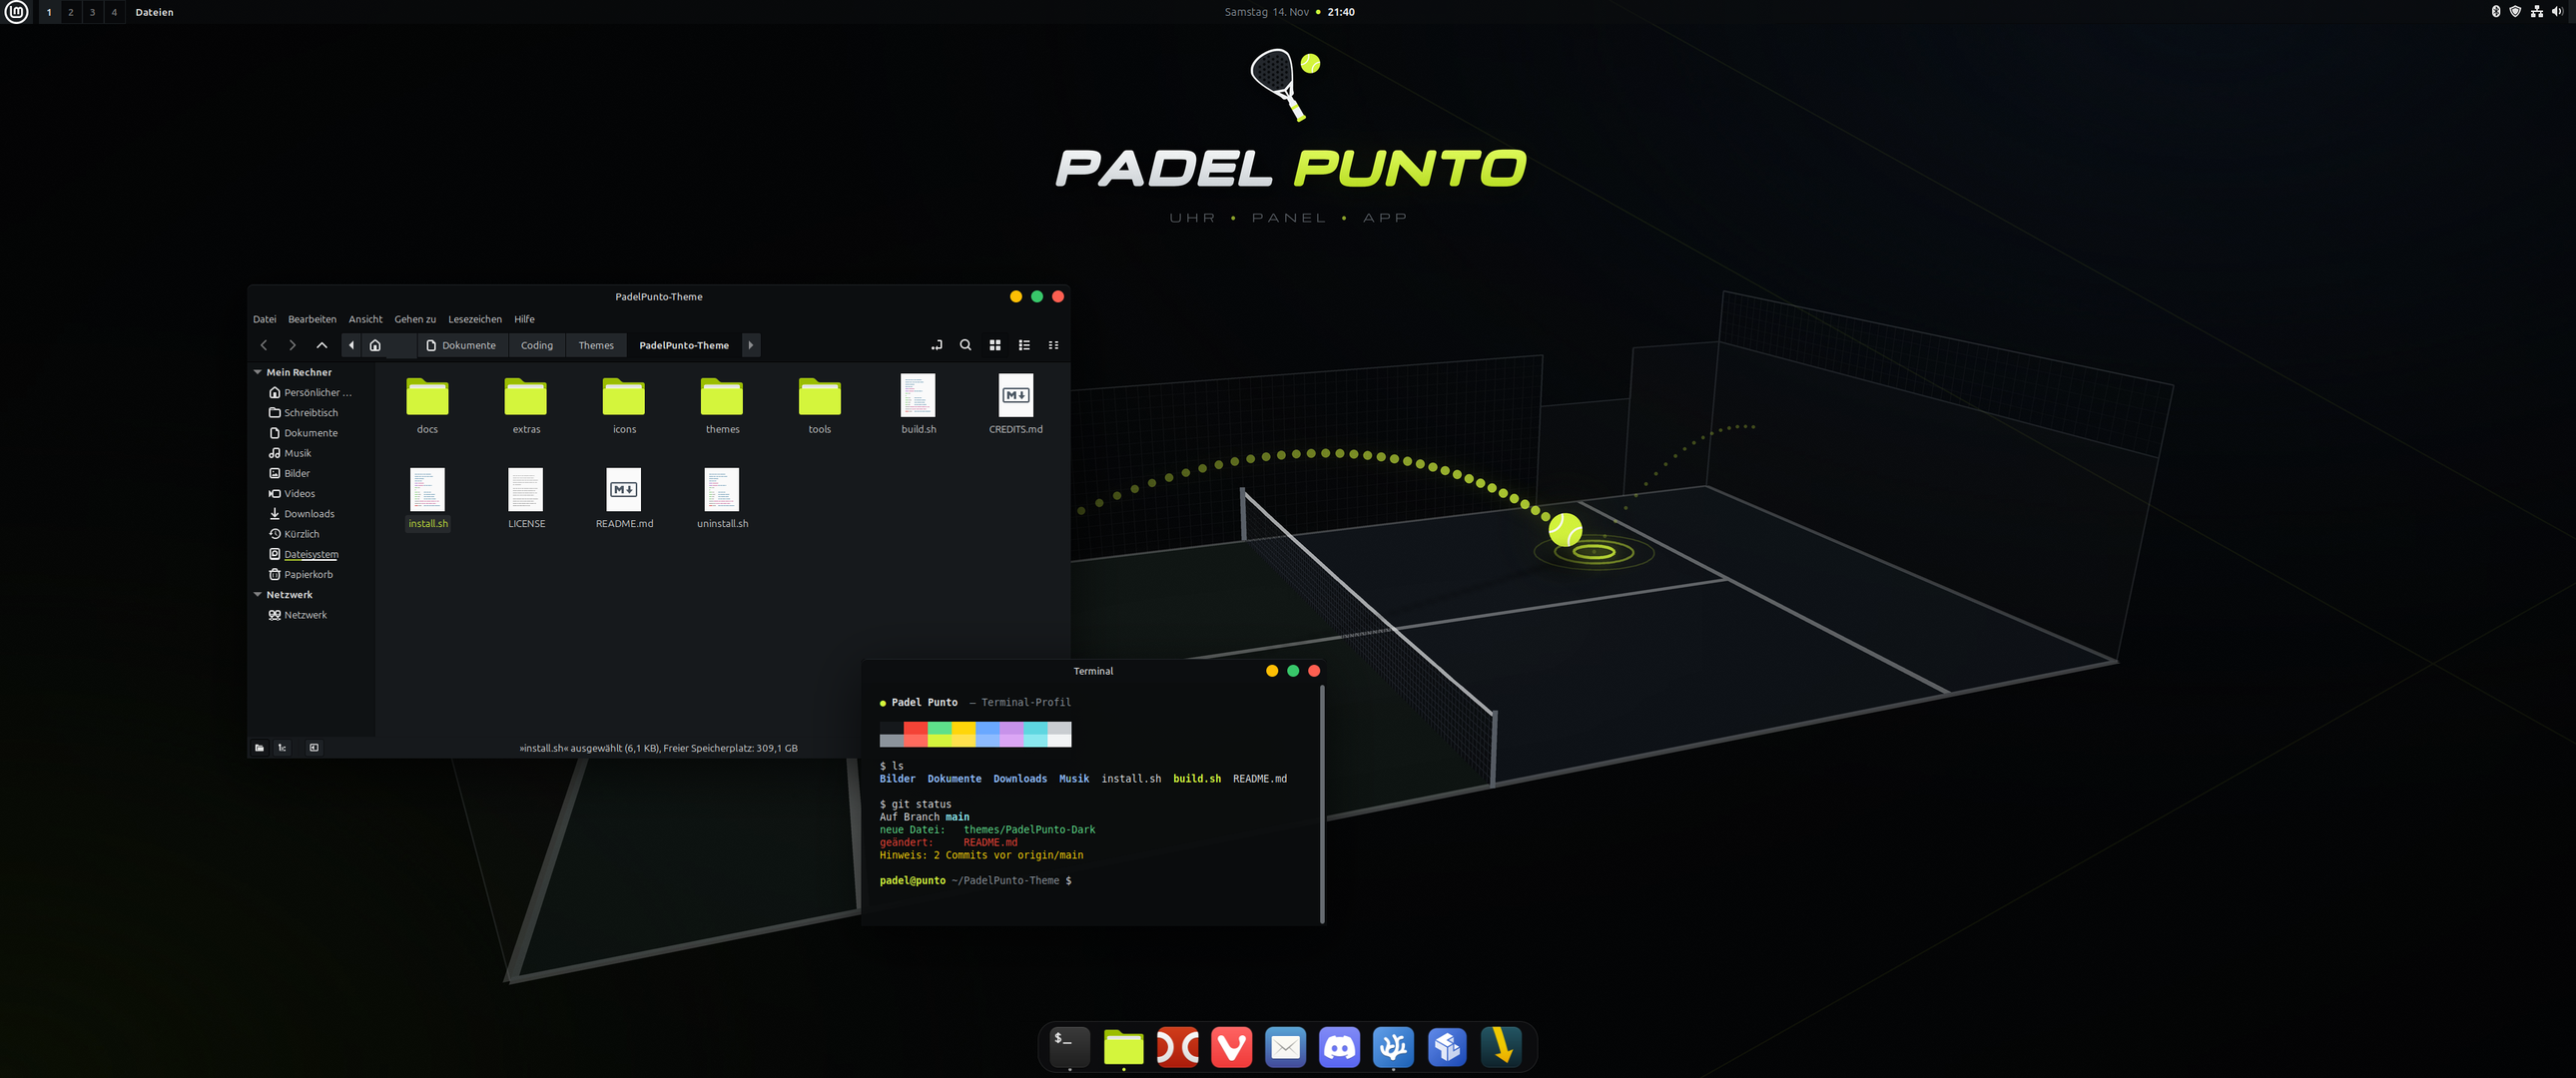 1 2 3 4 Dateien
Samstag 14. Nov • 21:40
PADEL PUNTO
UHR • PANEL • APP
PadelPunto-Theme
Datei Bearbeiten Ansicht Gehen zu Lesezeichen Hilfe
Dokumente Coding Themes PadelPunto-Theme
Mein Rechner
Persönlicher ...
Schreibtisch
Dokumente
Musik
Bilder
Videos
Downloads
Kürzlich
Dateisystem
Papierkorb
Netzwerk
Netzwerk
docs extras icons themes tools build.sh CREDITS.md
install.sh LICENSE README.md uninstall.sh
»install.sh« ausgewählt (6,1 KB), Freier Speicherplatz: 309,1 GB
Terminal
● Padel Punto — Terminal-Profil
$ ls
Bilder Dokumente Downloads Musik install.sh build.sh README.md
$ git status
Auf Branch main
neue Datei: themes/PadelPunto-Dark
geändert: README.md
Hinweis: 2 Commits vor origin/main
padel@punto ~/PadelPunto-Theme $
$_